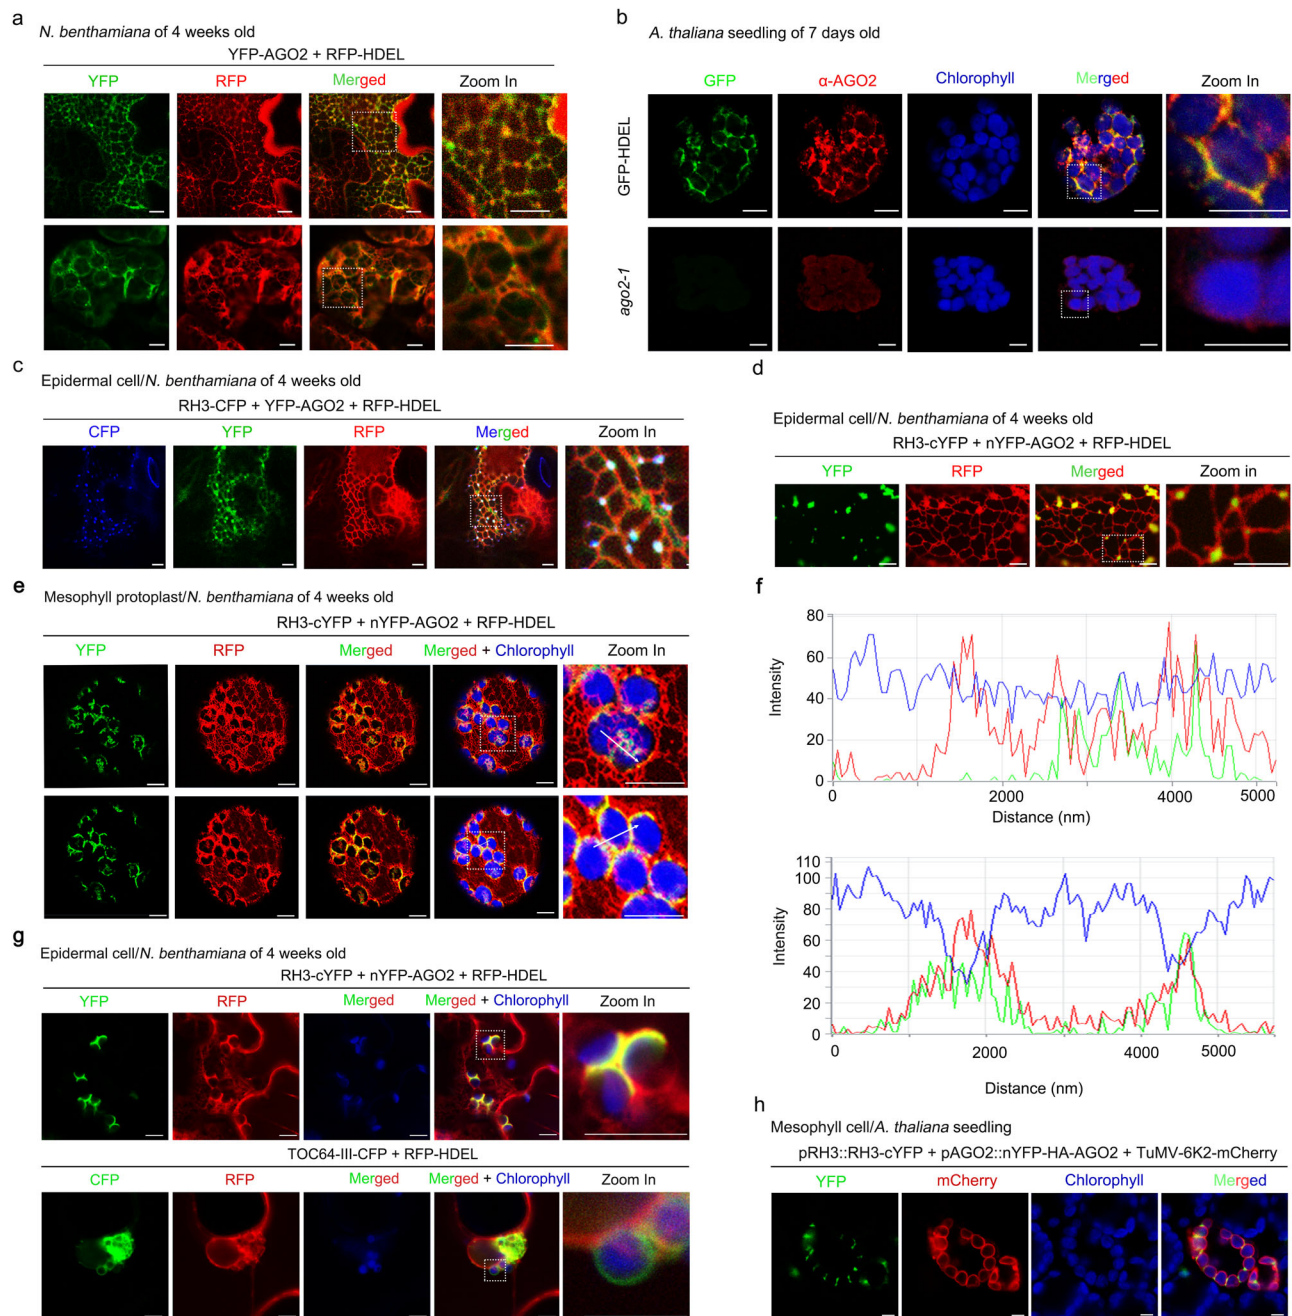 a
N. benthamiana of 4 weeks old
YFP-AGO2 + RFP-HDEL
YFP RFP Merged Zoom In
b
A. thaliana seedling of 7 days old
GFP α-AGO2 Chlorophyll Merged Zoom In
GFP-HDEL
ago2-1
c
Epidermal cell/N. benthamiana of 4 weeks old
RH3-CFP + YFP-AGO2 + RFP-HDEL
CFP YFP RFP Merged Zoom In
d
Epidermal cell/N. benthamiana of 4 weeks old
RH3-cYFP + nYFP-AGO2 + RFP-HDEL
YFP RFP Merged Zoom in
e
Mesophyll protoplast/N. benthamiana of 4 weeks old
RH3-cYFP + nYFP-AGO2 + RFP-HDEL
YFP RFP Merged Merged + Chlorophyll Zoom In
f
80
60
40
20
0
Intensity
0 2000 4000 5000
Distance (nm)
110
100
80
60
40
20
0
Intensity
0 2000 4000 5000
Distance (nm)
g
Epidermal cell/N. benthamiana of 4 weeks old
RH3-cYFP + nYFP-AGO2 + RFP-HDEL
YFP RFP Merged Merged + Chlorophyll Zoom In
TOC64-III-CFP + RFP-HDEL
CFP RFP Merged Merged + Chlorophyll Zoom In
h
Mesophyll cell/A. thaliana seedling
pRH3::RH3-cYFP + pAGO2::nYFP-HA-AGO2 + TuMV-6K2-mCherry
YFP mCherry Chlorophyll Merged